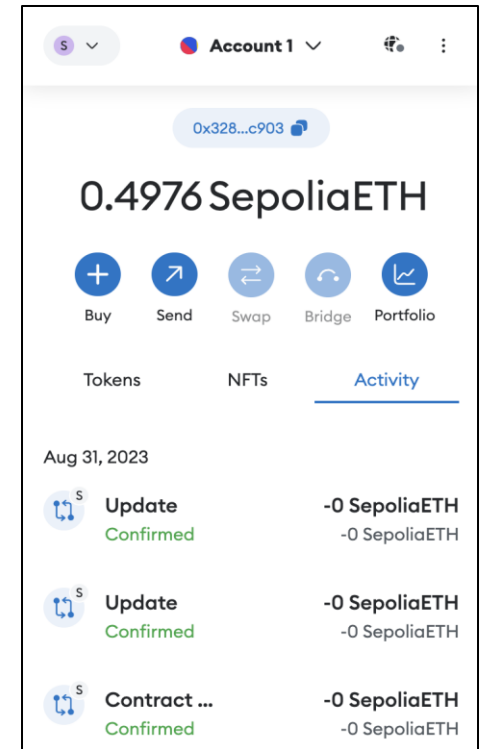 S
Account 1
0x328...c903
0.4976 SepoliaETH
Buy Send Swap Bridge Portfolio
Tokens NFTs Activity
Aug 31, 2023
S
Update -0 SepoliaETH
Confirmed -0 SepoliaETH
S
Update -0 SepoliaETH
Confirmed -0 SepoliaETH
S
Contract ... -0 SepoliaETH
Confirmed -0 SepoliaETH